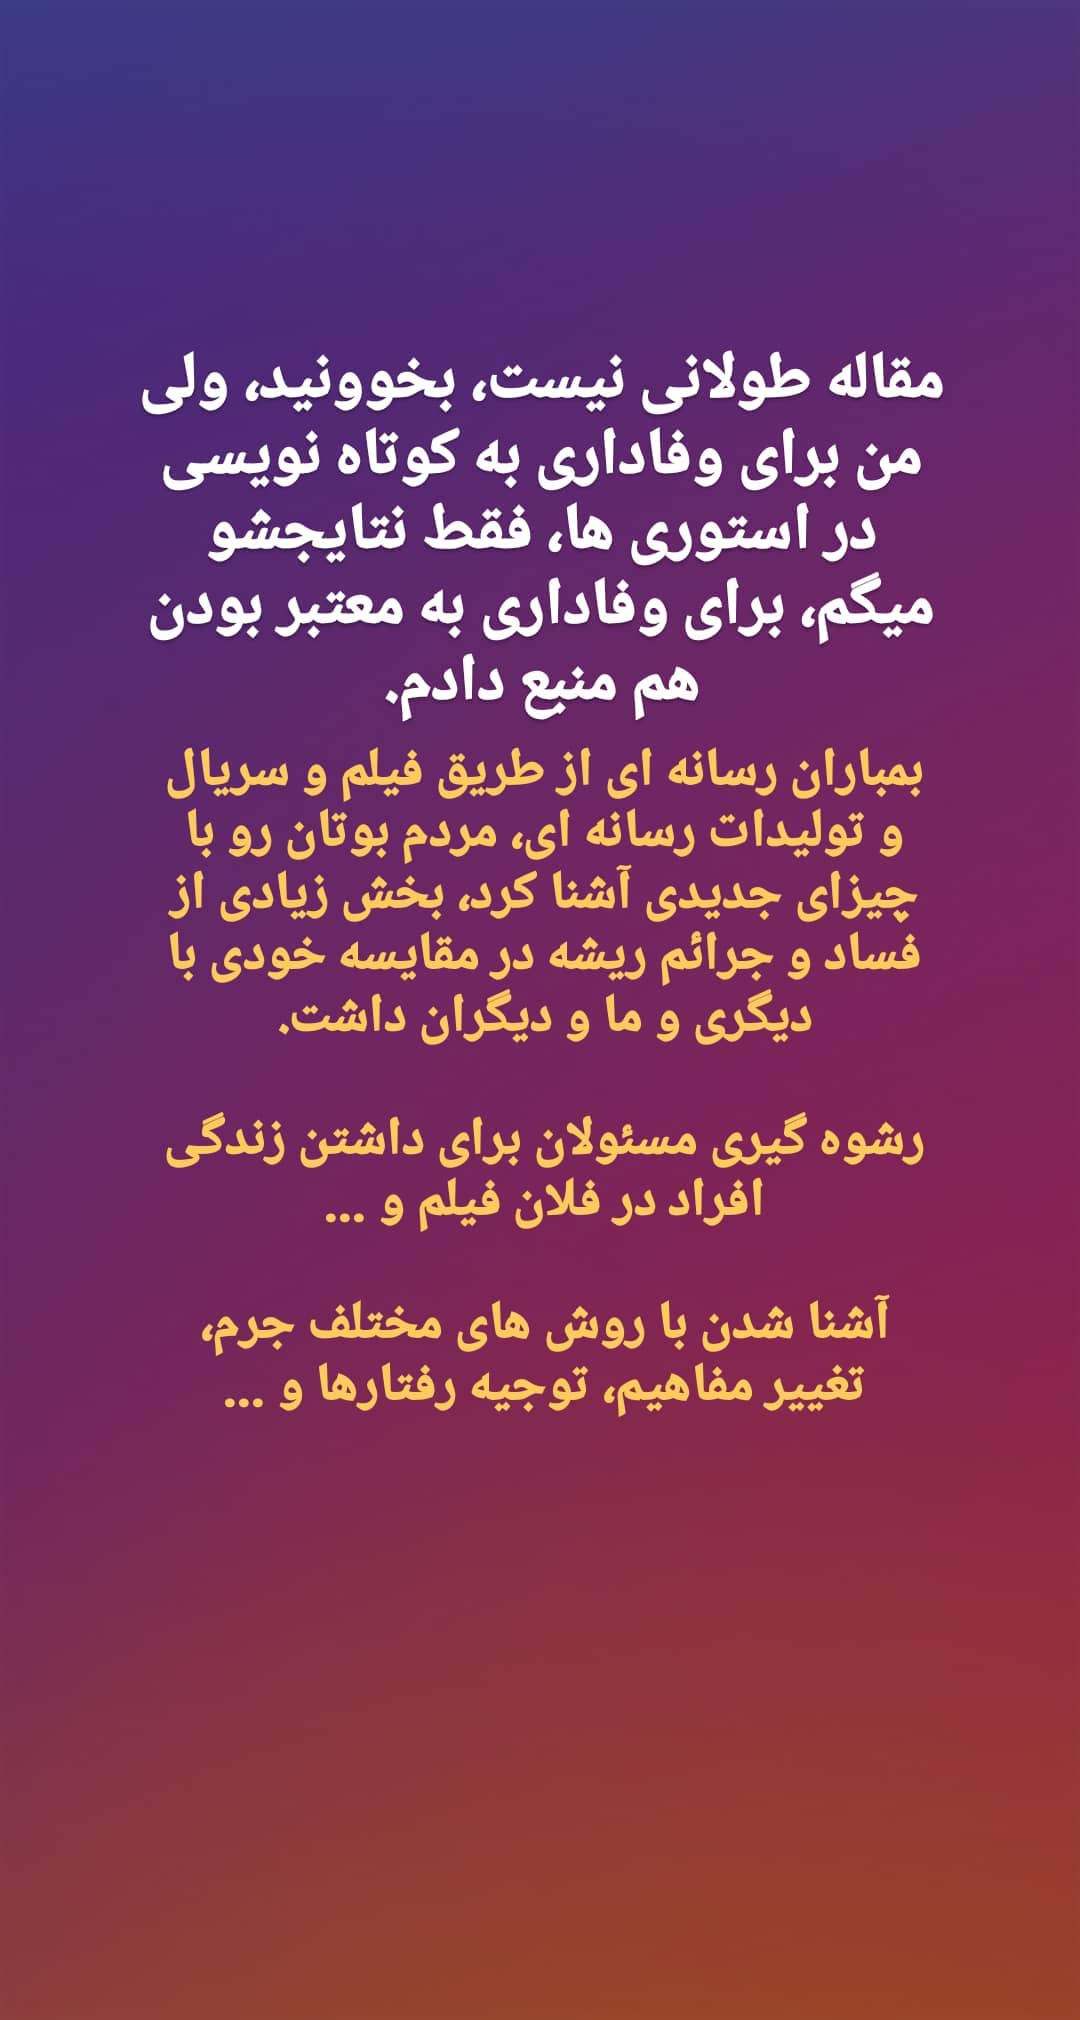 مقاله طولانی نیست، بخوونید، ولی
من برای وفاداری به کوتاه نویسی
در استوری ها، فقط نتایجشو
میگم، برای وفاداری به معتبر بودن
هم منبع دادم.
بمباران رسانه ای از طریق فیلم و سریال
و تولیدات رسانه ای، مردم بوتان رو با
چیزای جدیدی آشنا کرد، بخش زیادی از
فساد و جرائم ریشه در مقایسه خودی با
دیگری و ما و دیگران داشت.
رشوه گیری مسئولان برای داشتن زندگی
افراد در فلان فیلم و ...
آشنا شدن با روش های مختلف جرم،
تغییر مفاهیم، توجیه رفتارها و ...